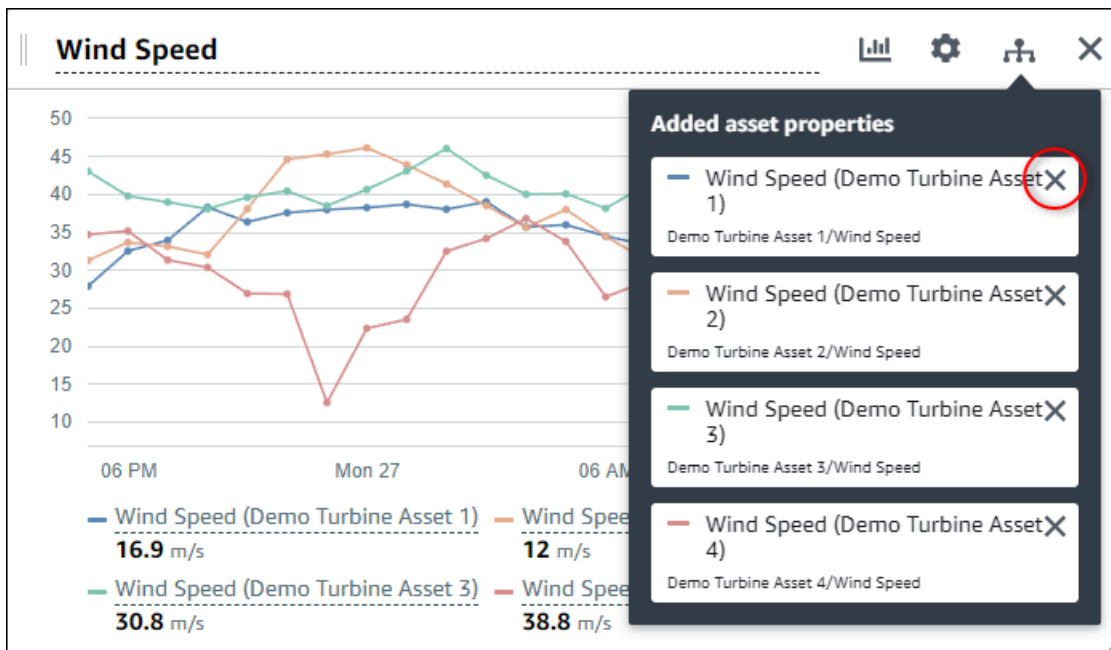 Wind Speed
Added asset properties
50
45
40
35
30
25
20
15
10
06 PM Mon 27 06 AM
Wind Speed (Demo Turbine Asset 1)
16.9 m/s
Wind Spee
12 m/s
Wind Speed (Demo Turbine Asset 3)
30.8 m/s
Wind Spee
38.8 m/s
Wind Speed (Demo Turbine Asset
1)
Demo Turbine Asset 1/Wind Speed
Wind Speed (Demo Turbine Asset
2)
Demo Turbine Asset 2/Wind Speed
Wind Speed (Demo Turbine Asset
3)
Demo Turbine Asset 3/Wind Speed
Wind Speed (Demo Turbine Asset
4)
Demo Turbine Asset 4/Wind Speed